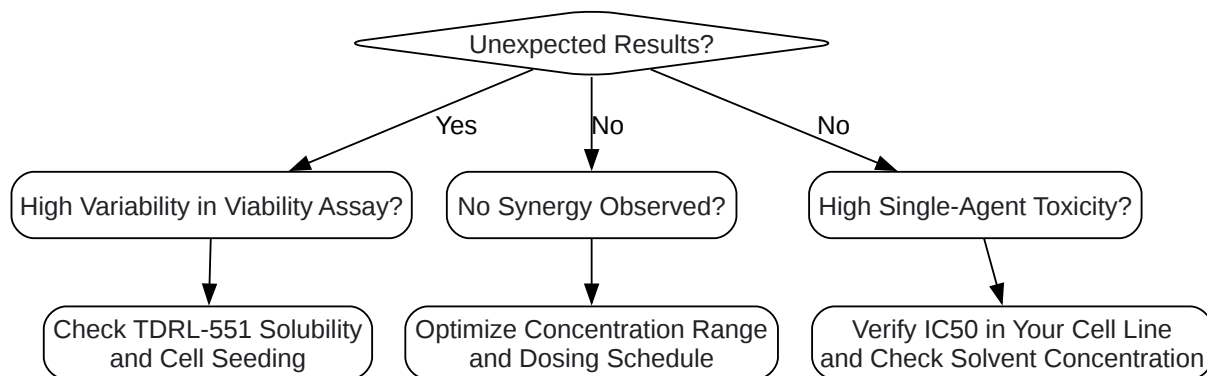 Unexpected Results?
Yes
No
No
High Variability in Viability Assay?
No Synergy Observed?
High Single-Agent Toxicity?
Check TDRL-551 Solubility
and Cell Seeding
Optimize Concentration Range
and Dosing Schedule
Verify IC50 in Your Cell Line
and Check Solvent Concentration